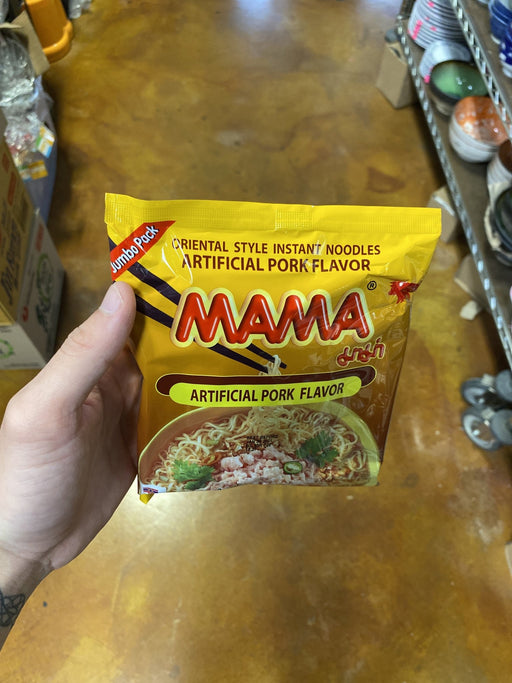 Jumbo Pack
ORIENTAL STYLE INSTANT NOODLES
ARTIFICIAL PORK FLAVOR
MAMA®
มาม่า
ARTIFICIAL PORK FLAVOR